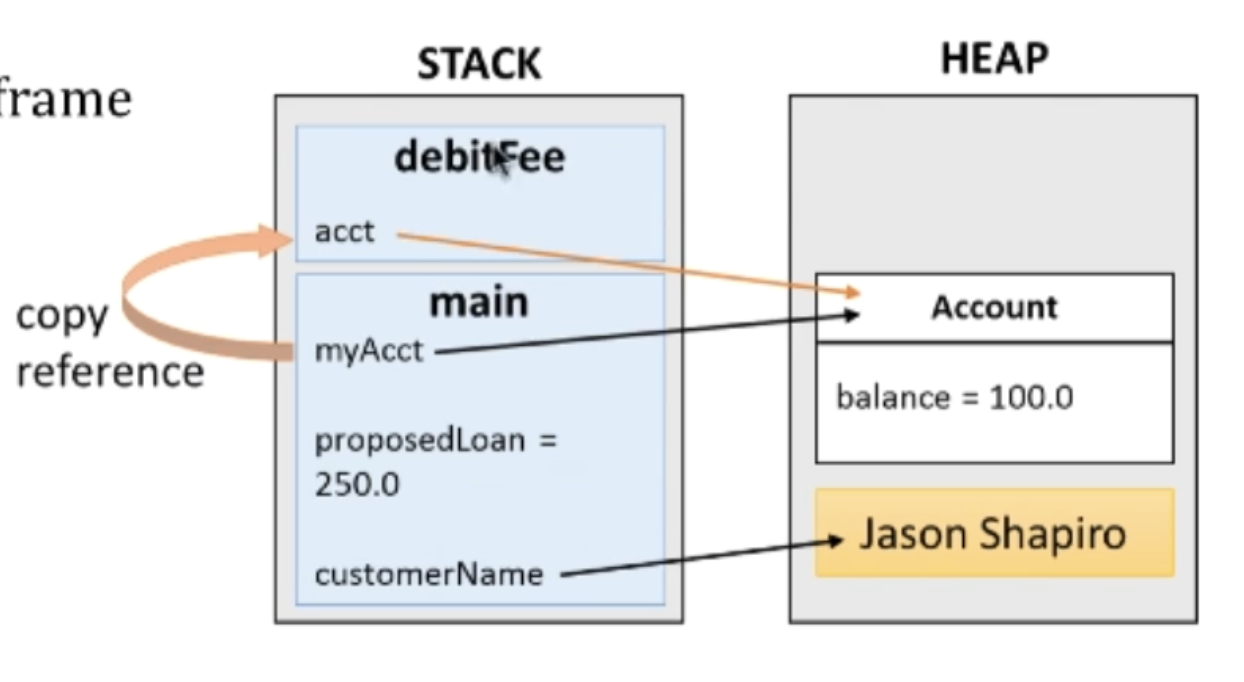 frame
STACK
debitFee
acct
main
myAcct
proposedLoan =
250.0
customerName
copy
reference
HEAP
Account
balance = 100.0
Jason Shapiro